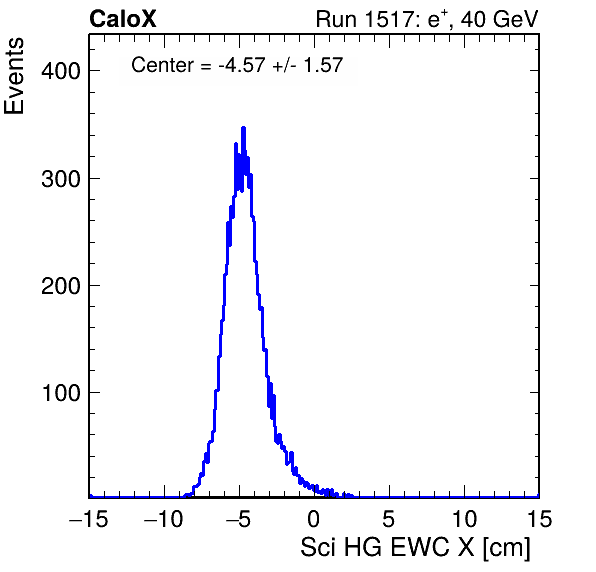 CaloX Run 1517: e⁺, 40 GeV
Center = -4.57 +/- 1.57
Events
400
300
200
100
−15 −10 −5 0 5 10 15
Sci HG EWC X [cm]